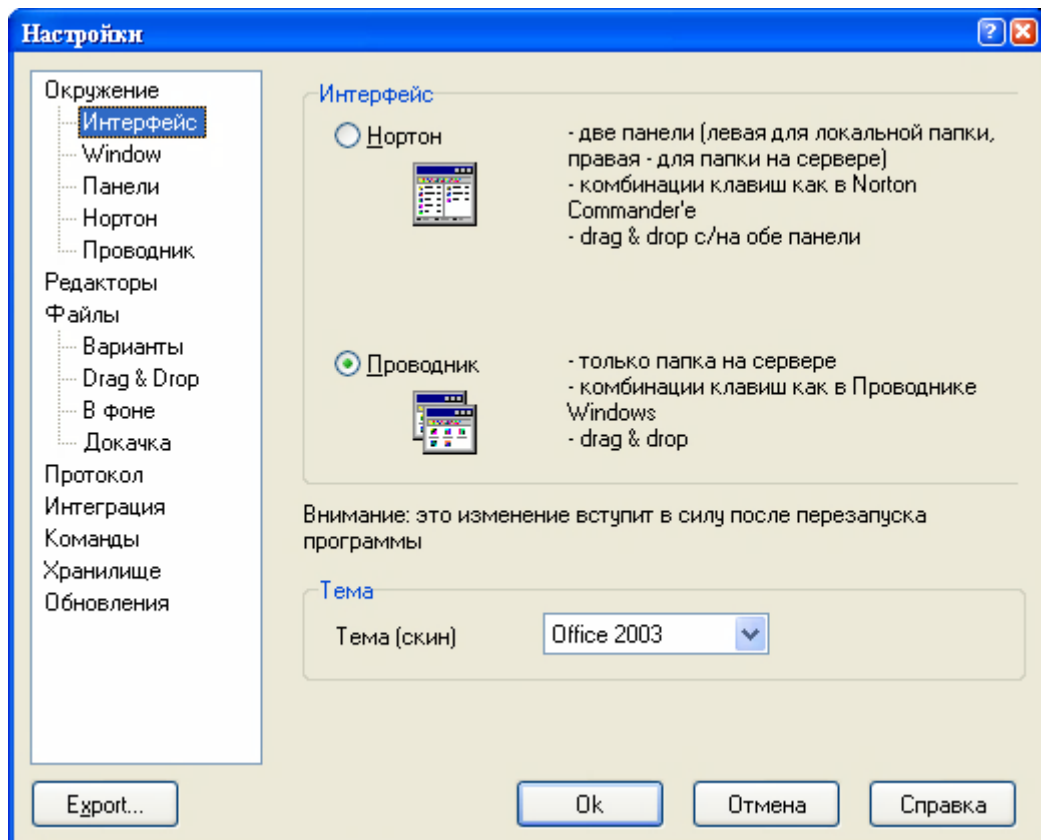 Настройки
Окружение
Интерфейс
Window
Панели
Нортон
Проводник
Редакторы
Файлы
Варианты
Drag & Drop
В фоне
Докачка
Протокол
Интеграция
Команды
Хранилище
Обновления
Интерфейс
Нортон
- две панели (левая для локальной папки,
правая - для папки на сервере)
- комбинации клавиш как в Norton
Commander'е
- drag & drop с/на обе панели
Проводник
- только папка на сервере
- комбинации клавиш как в Проводнике
Windows
- drag & drop
Внимание: это изменение вступит в силу после перезапуска
программы
Тема
Тема (скин)
Office 2003
Export...
Ok
Отмена
Справка